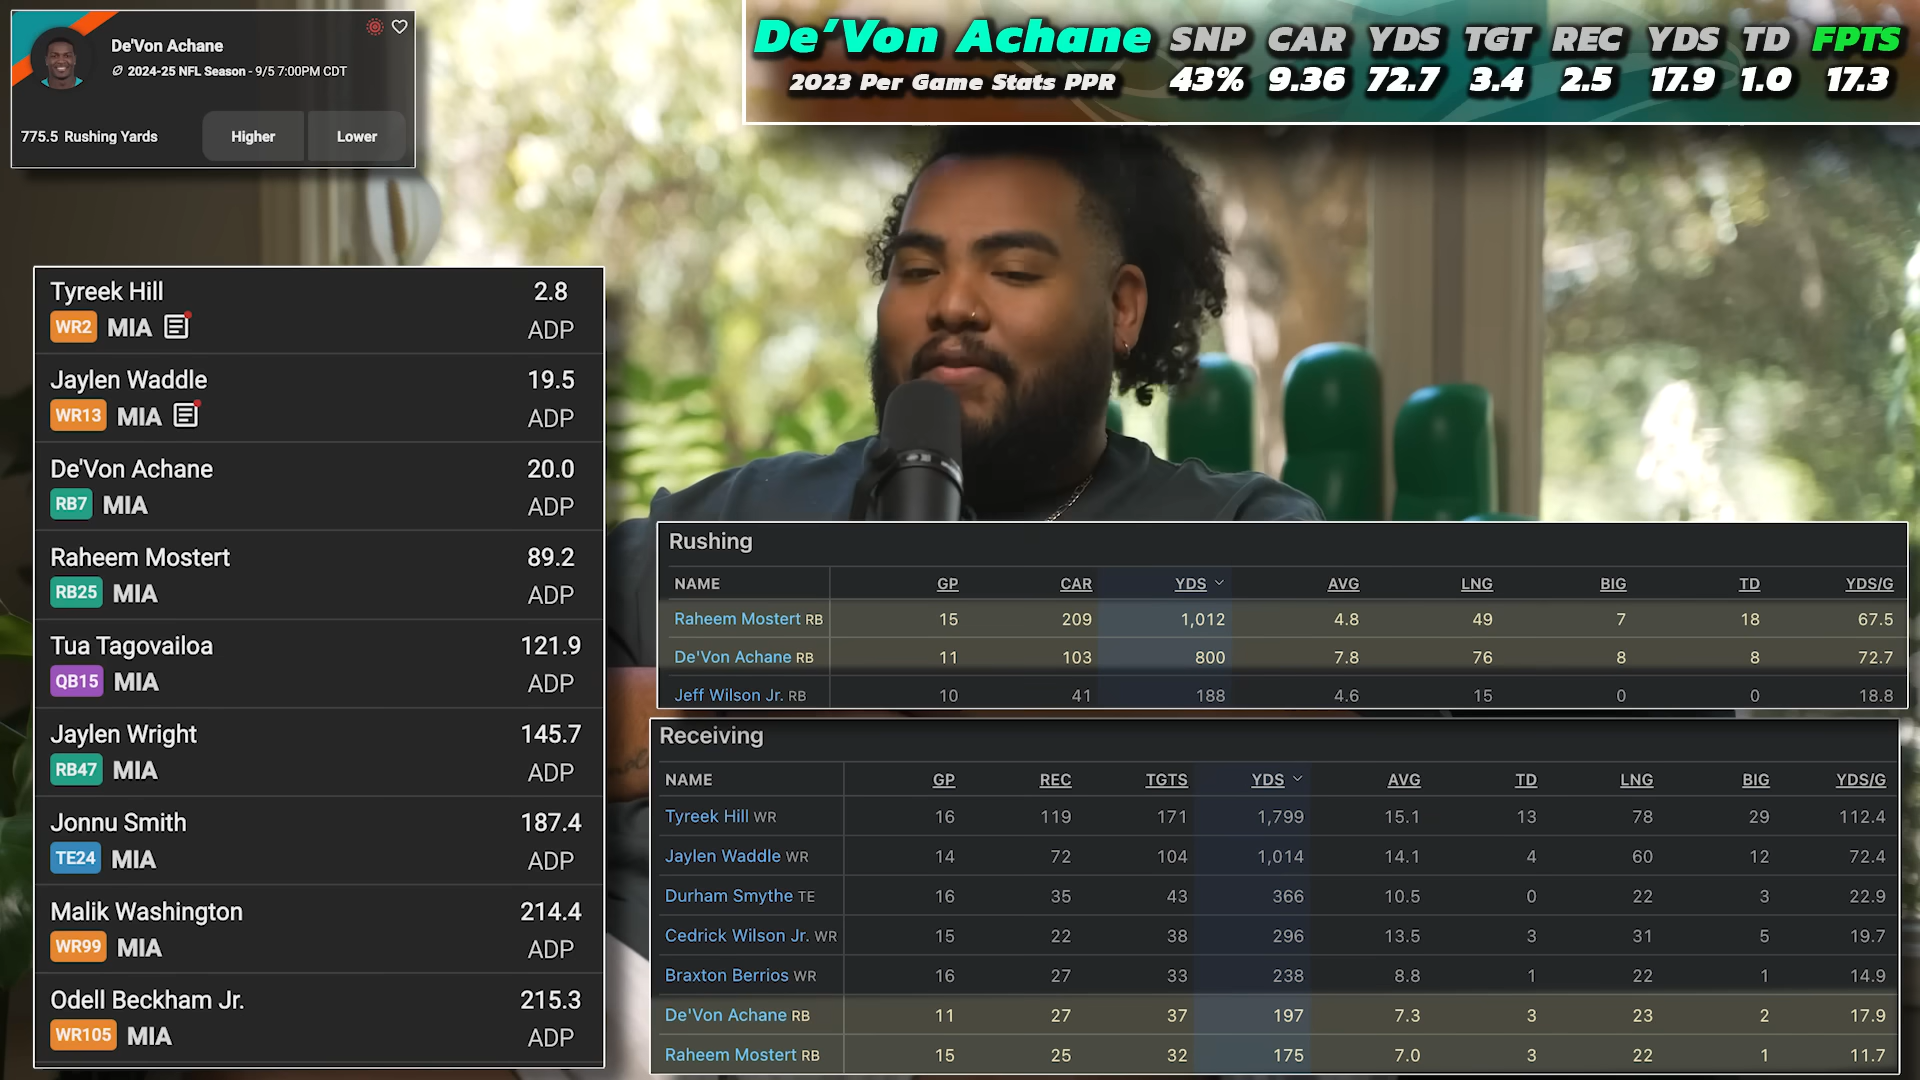 De'Von Achane
2024-25 NFL Season - 9/5 7:00PM CDT
775.5 Rushing Yards
Higher
Lower
De'Von Achane SNP CAR YDS TGT REC YDS TD FPTS
2023 Per Game Stats PPR 43% 9.36 72.7 3.4 2.5 17.9 1.0 17.3
Tyreek Hill 2.8
WR2 MIA ADP
Jaylen Waddle 19.5
WR13 MIA ADP
De'Von Achane 20.0
RB7 MIA ADP
Raheem Mostert 89.2
RB25 MIA ADP
Tua Tagovailoa 121.9
QB15 MIA ADP
Jaylen Wright 145.7
RB47 MIA ADP
Jonnu Smith 187.4
TE24 MIA ADP
Malik Washington 214.4
WR99 MIA ADP
Odell Beckham Jr. 215.3
WR105 MIA ADP
Rushing
NAME GP CAR YDS AVG LNG BIG TD YDS/G
Raheem Mostert RB 15 209 1,012 4.8 49 7 18 67.5
De'Von Achane RB 11 103 800 7.8 76 8 8 72.7
Jeff Wilson Jr. RB 10 41 188 4.6 15 0 0 18.8
Receiving
NAME GP REC TGTS YDS AVG TD LNG BIG YDS/G
Tyreek Hill WR 16 119 171 1,799 15.1 13 78 29 112.4
Jaylen Waddle WR 14 72 104 1,014 14.1 4 60 12 72.4
Durham Smythe TE 16 35 43 366 10.5 0 22 3 22.9
Cedrick Wilson Jr. WR 15 22 38 296 13.5 3 31 5 19.7
Braxton Berrios WR 16 27 33 238 8.8 1 22 1 14.9
De'Von Achane RB 11 27 37 197 7.3 3 23 2 17.9
Raheem Mostert RB 15 25 32 175 7.0 3 22 1 11.7